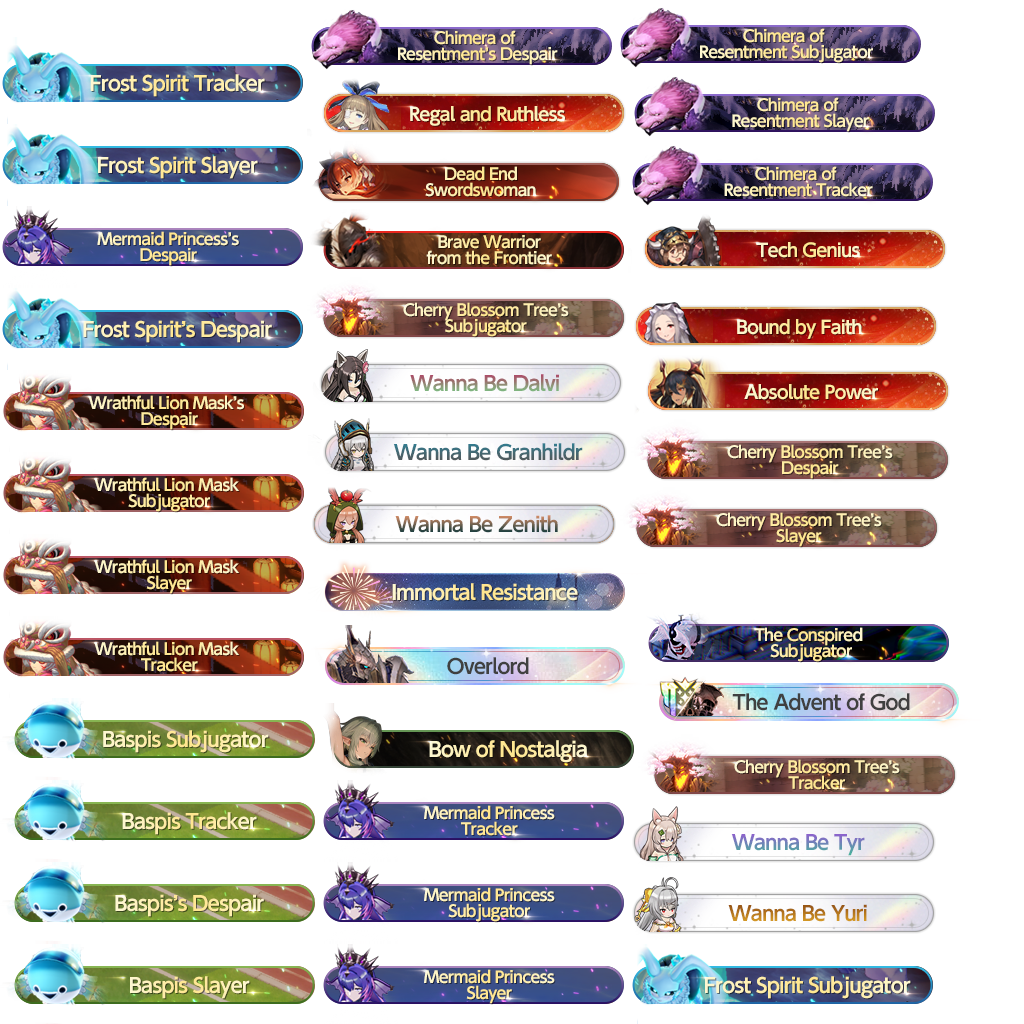 Frost Spirit Tracker
Frost Spirit Slayer
Mermaid Princess's
Despair
Frost Spirit's Despair
Wrathful Lion Mask's
Despair
Wrathful Lion Mask
Subjugator
Wrathful Lion Mask
Slayer
Wrathful Lion Mask
Tracker
Baspis Subjugator
Baspis Tracker
Baspis's Despair
Baspis Slayer
Chimera of
Resentment's Despair
Regal and Ruthless
Dead End
Swordswoman
Brave Warrior
from the Frontier
Cherry Blossom Tree's
Subjugator
Wanna Be Dalvi
Wanna Be Granhildr
Wanna Be Zenith
Immortal Resistance
Overlord
Bow of Nostalgia
Mermaid Princess
Tracker
Mermaid Princess
Subjugator
Mermaid Princess
Slayer
Chimera of
Resentment Subjugator
Chimera of
Resentment Slayer
Chimera of
Resentment Tracker
Tech Genius
Bound by Faith
Absolute Power
Cherry Blossom Tree's
Despair
Cherry Blossom Tree's
Slayer
The Conspired
Subjugator
The Advent of God
Cherry Blossom Tree's
Tracker
Wanna Be Tyr
Wanna Be Yuri
Frost Spirit Subjugator